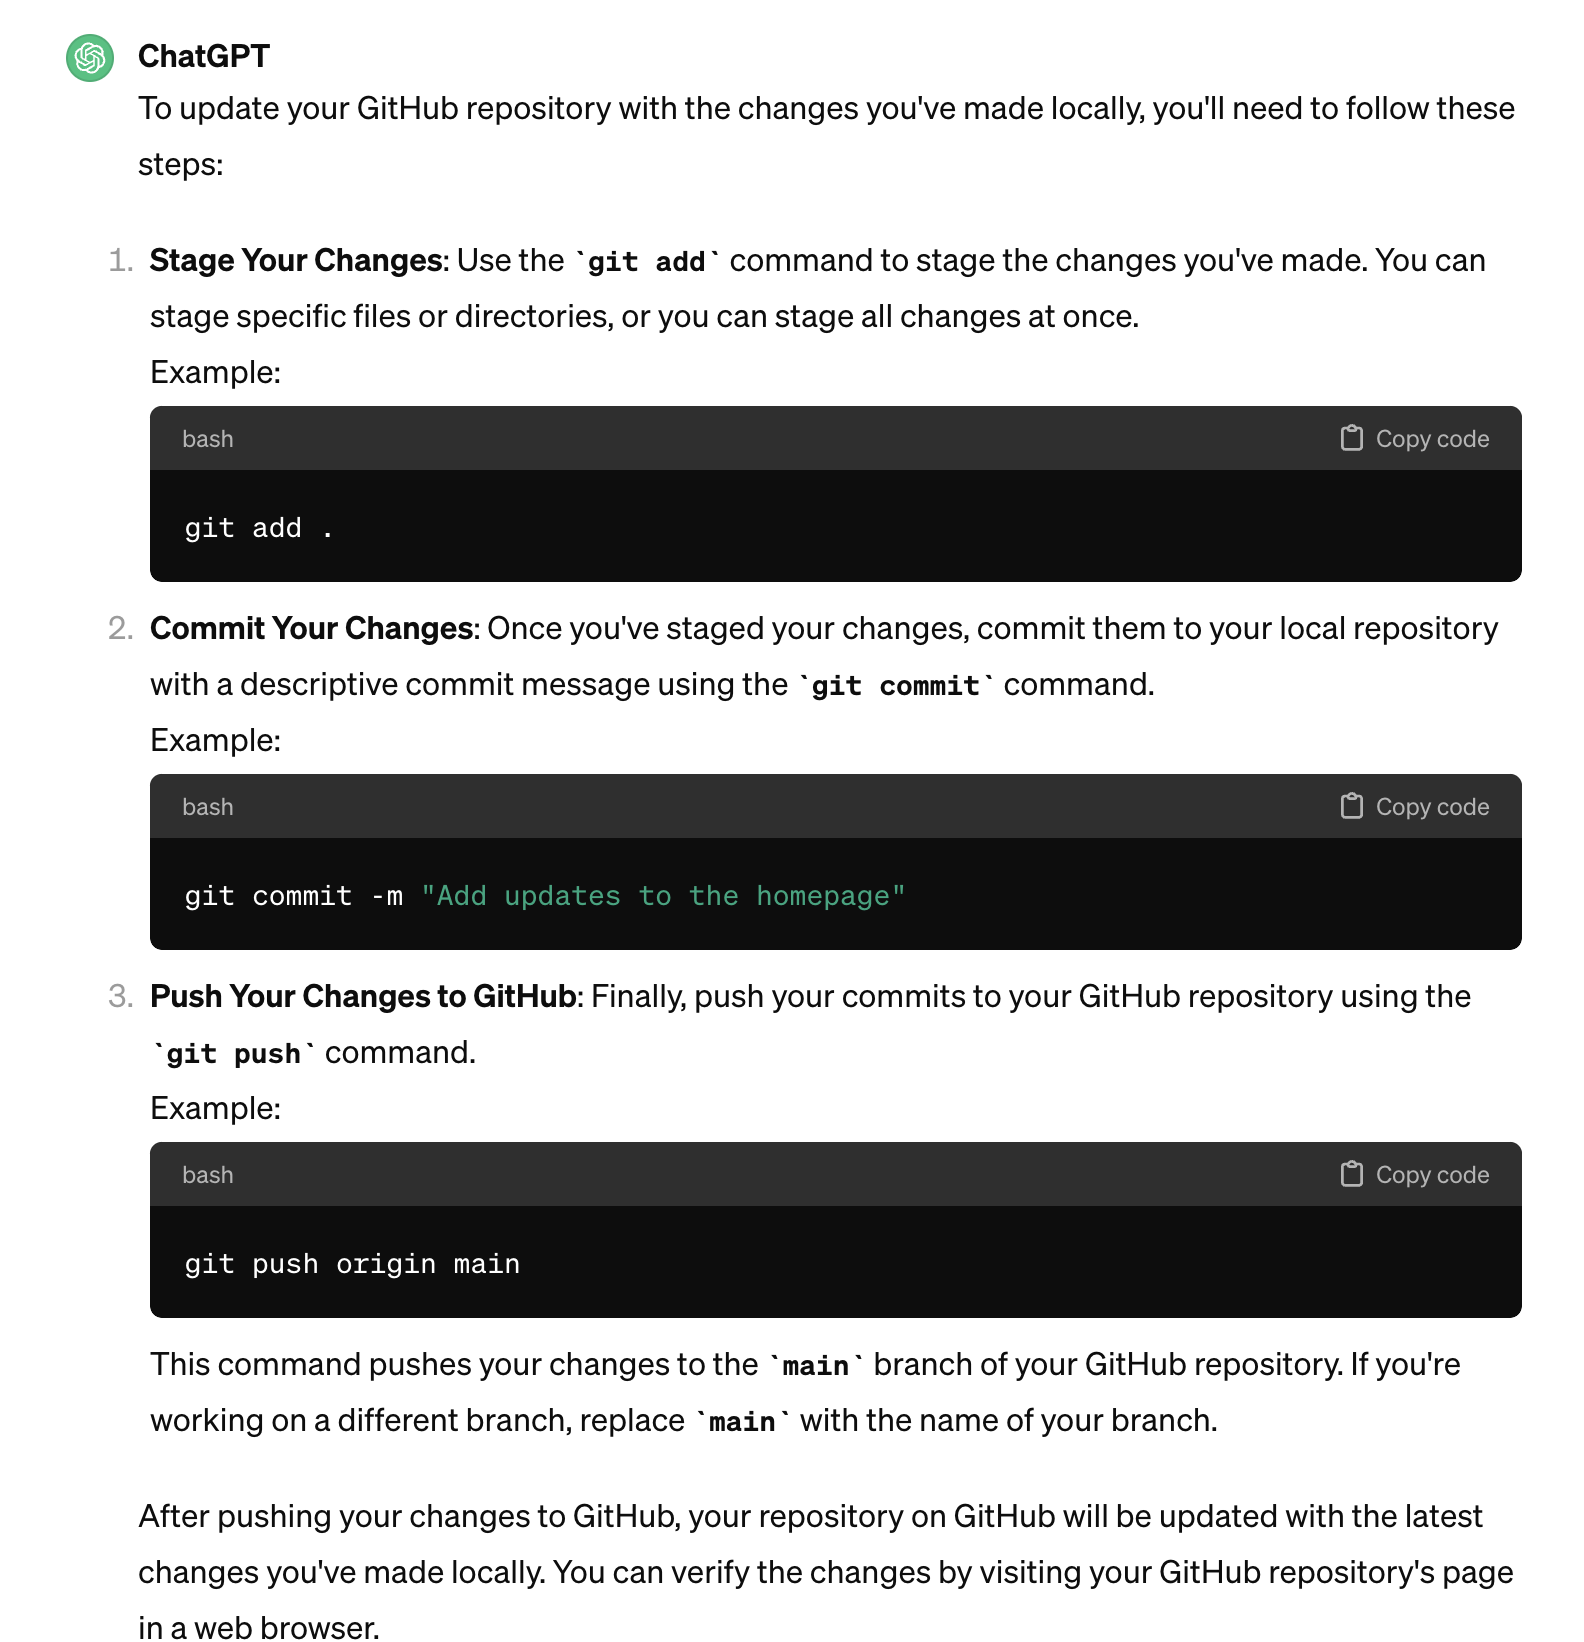 ChatGPT
To update your GitHub repository with the changes you've made locally, you'll need to follow these
steps:
1. Stage Your Changes: Use the `git add` command to stage the changes you've made. You can
stage specific files or directories, or you can stage all changes at once.
Example:
bash Copy code
git add .
2. Commit Your Changes: Once you've staged your changes, commit them to your local repository
with a descriptive commit message using the `git commit` command.
Example:
bash Copy code
git commit -m "Add updates to the homepage"
3. Push Your Changes to GitHub: Finally, push your commits to your GitHub repository using the
`git push` command.
Example:
bash Copy code
git push origin main
This command pushes your changes to the `main` branch of your GitHub repository. If you're
working on a different branch, replace `main` with the name of your branch.
After pushing your changes to GitHub, your repository on GitHub will be updated with the latest
changes you've made locally. You can verify the changes by visiting your GitHub repository's page
in a web browser.